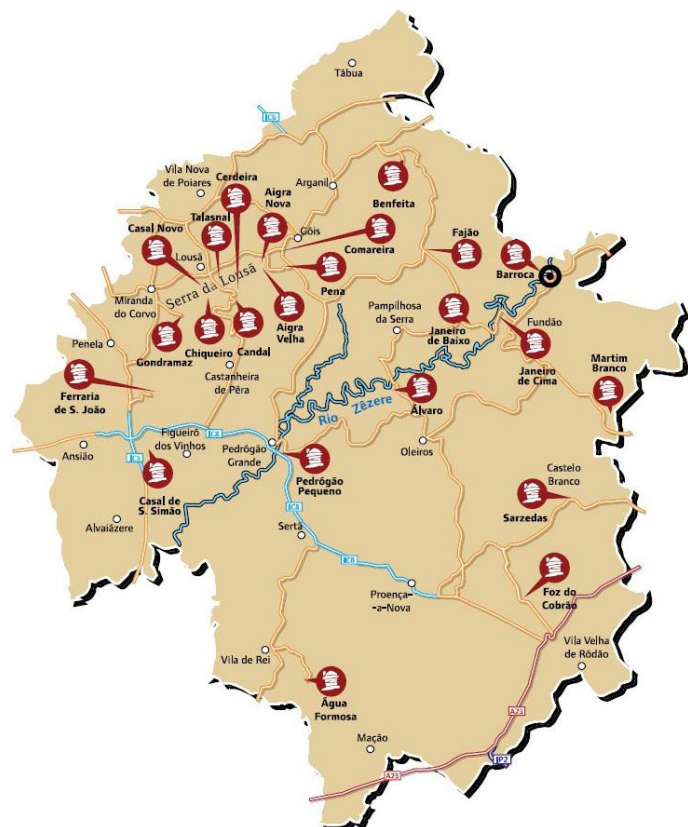 Tábua
IC6
Vila Nova
de Poiares
Cerdeira
Arganil
Aigra
Nova
Benfeita
Talasnal
Casal Novo
Góis
Comareira
Fajão
Barroca
Lousã
Serra da Lousã
Pena
Miranda
do Corvo
Pampilhosa
da Serra
Janeiro
de Baixo
Fundão
Penela
Aigra
Velha
Gondramaz
Chiqueiro
Candal
Janeiro
de Cima
Martim
Branco
Castanheira
de Pêra
Ferraria
de S. João
Rio Zêzere
Álvaro
Figueiró
dos Vinhos
IC8
Ansião
IC3
Pedrógão
Grande
Oleiros
Pedrógão
Pequeno
Castelo
Branco
Casal de
S. Simão
IC8
Sarzedas
Alvaiázere
Sertã
IC8
Proença-
-a-Nova
Foz do
Cobrão
Vila de Rei
Vila Velha
de Ródão
Água
Formosa
A23
Mação
IP2
A23